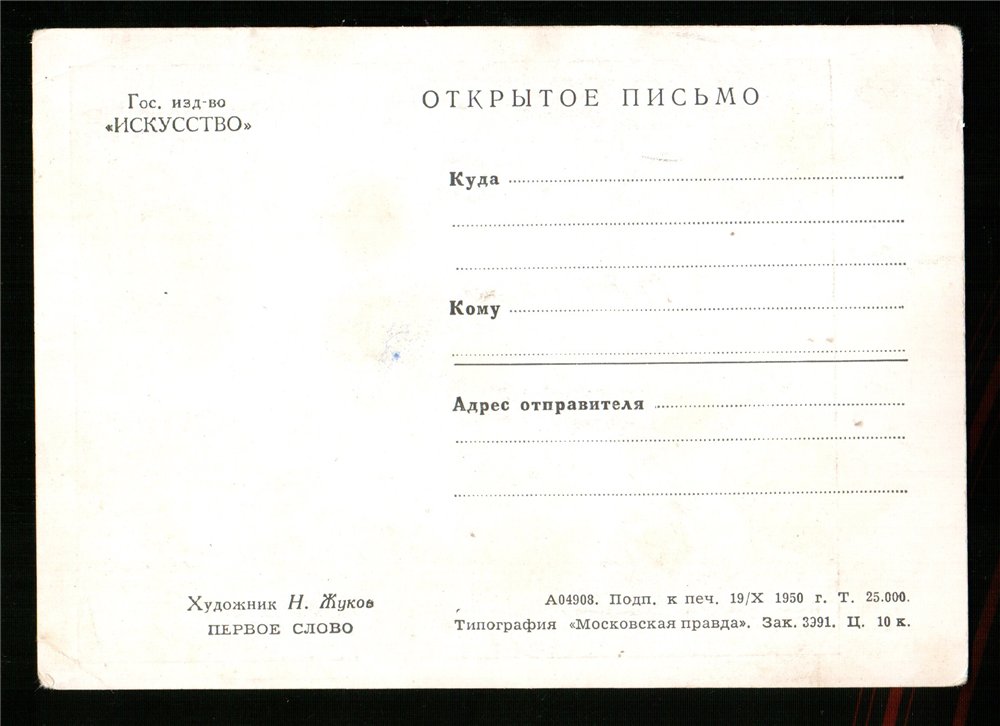 Гос. изд-во
«ИСКУССТВО»
ОТКРЫТОЕ ПИСЬМО
Куда
Кому
Адрес отправителя
Художник Н. Жуков
ПЕРВОЕ СЛОВО
А04908. Подп. к печ. 19/X 1950 г. Т. 25.000.
Типография «Московская правда». Зак. 3991. Ц. 10 к.